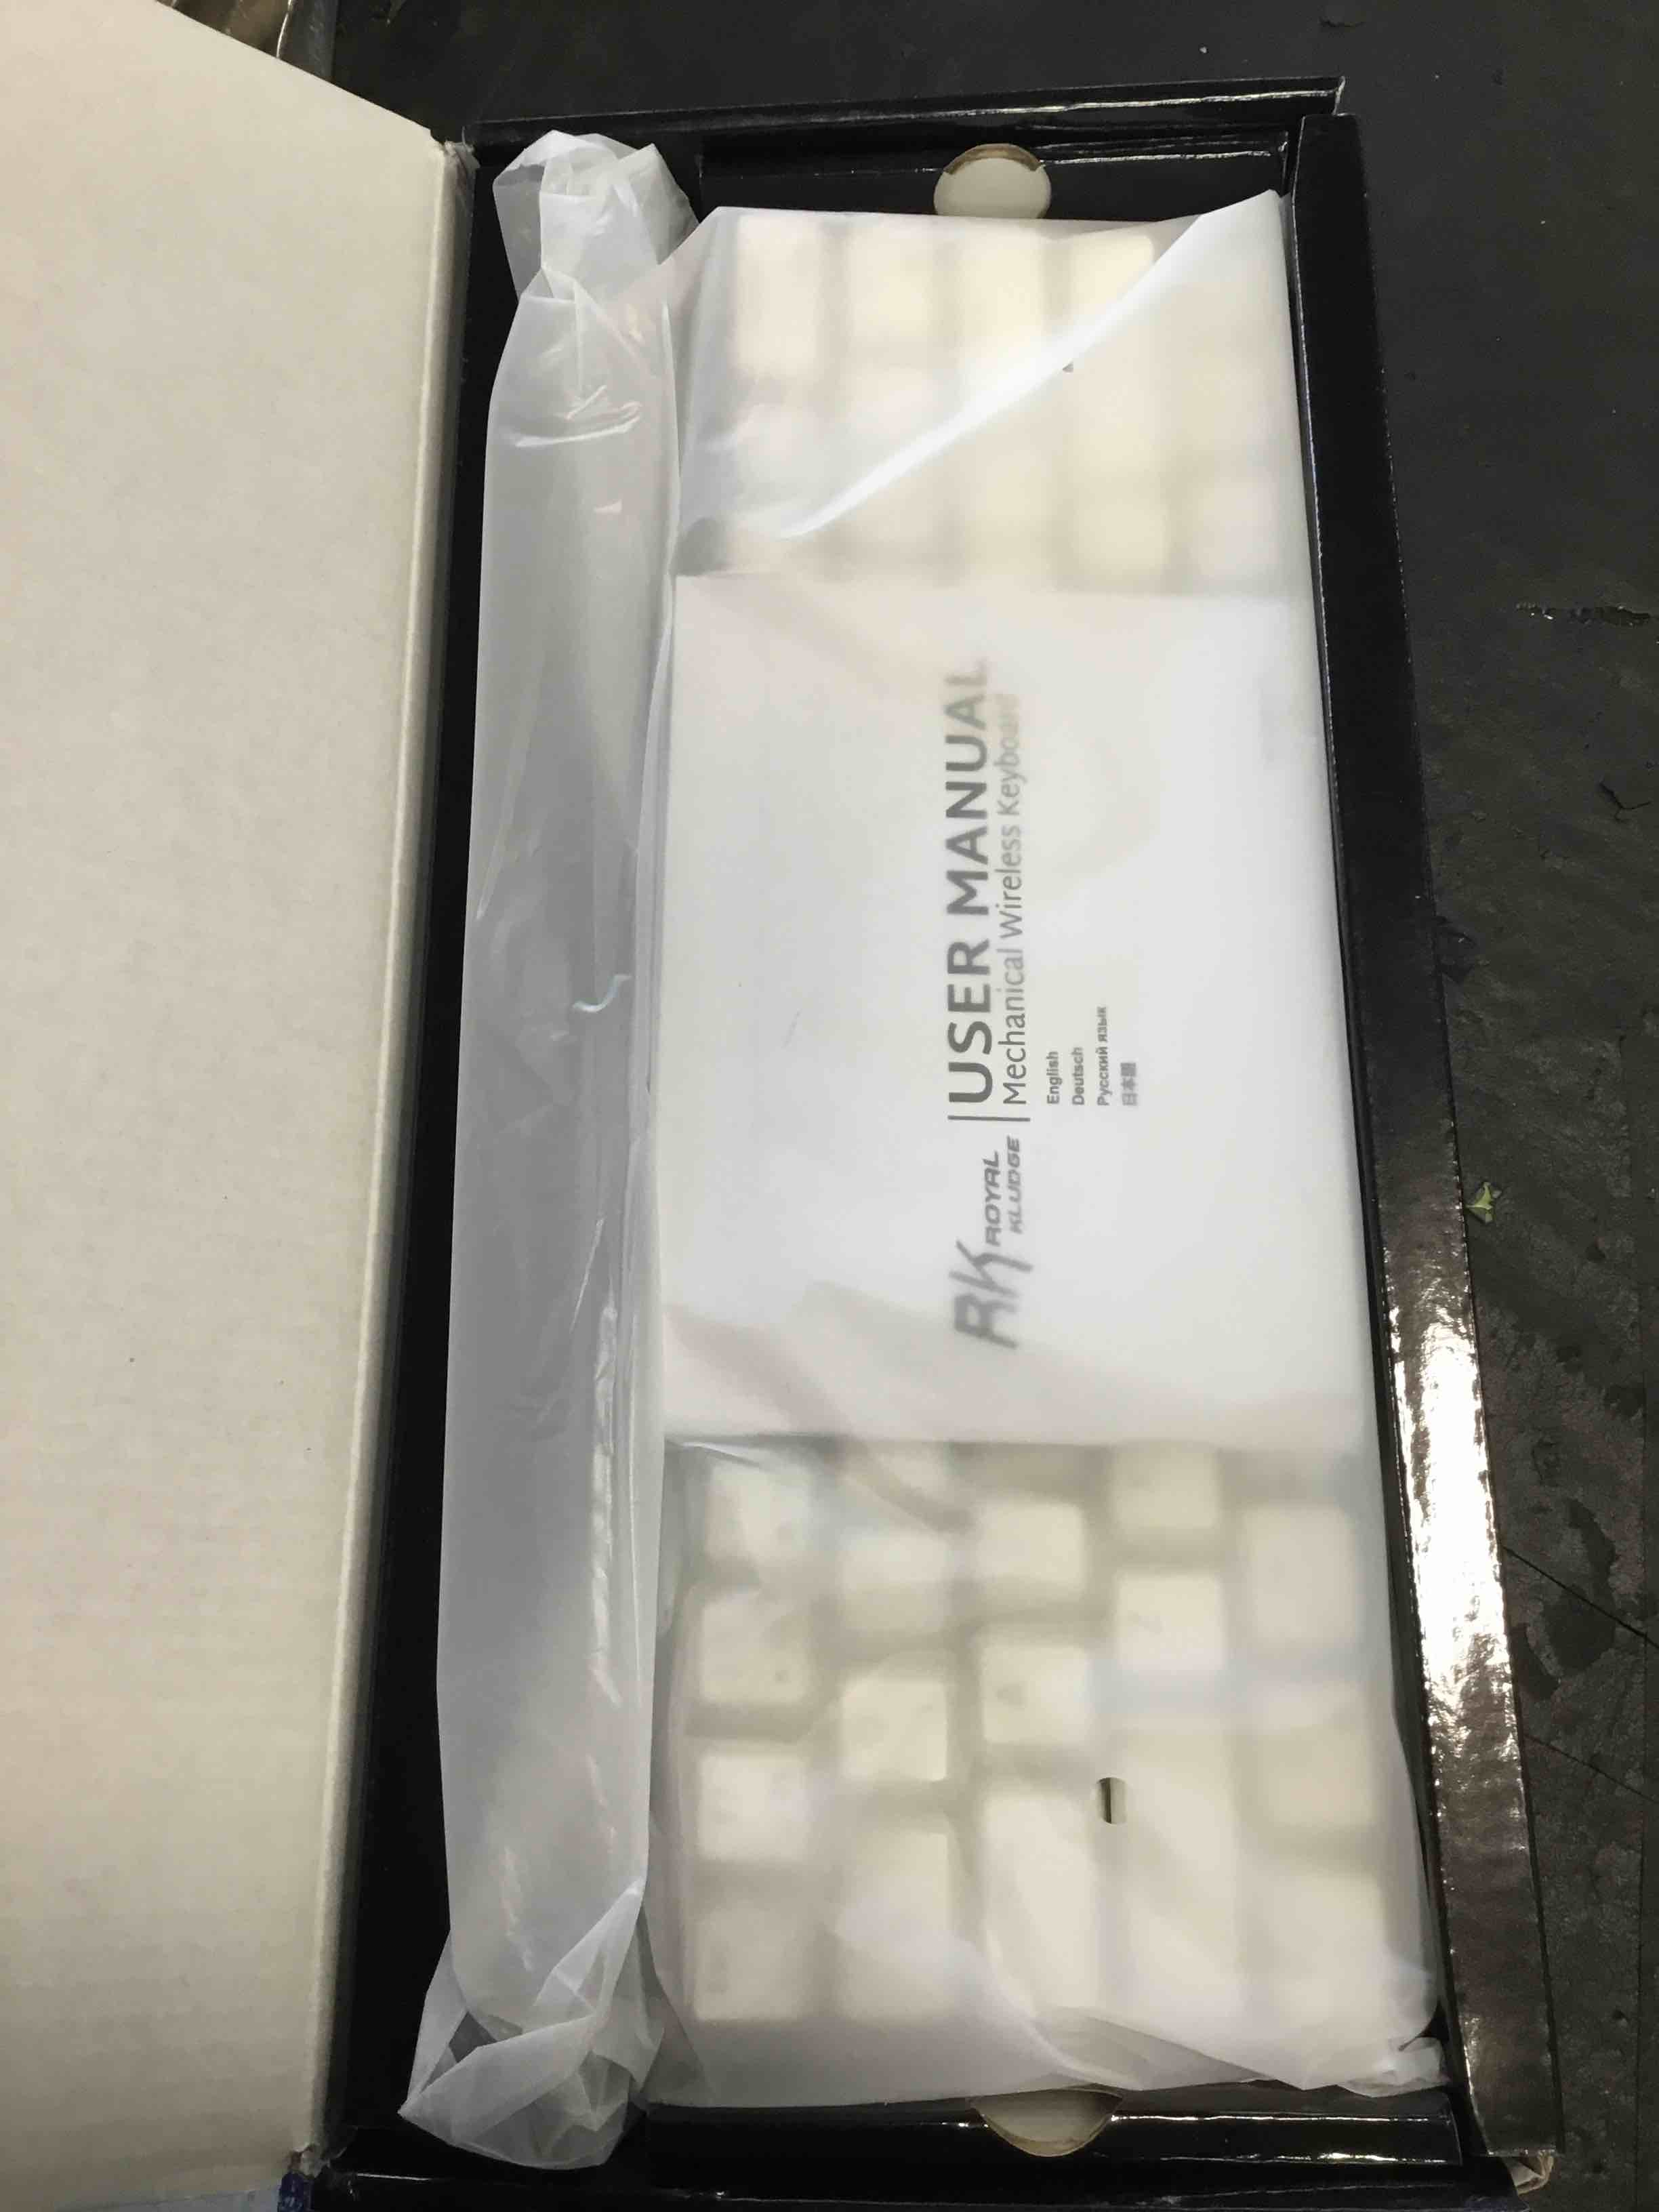 RK ROYAL KLUDGE
USER MANUAL
Mechanical Wireless Keyboard
English
Deutsch
Русский язык
日本語